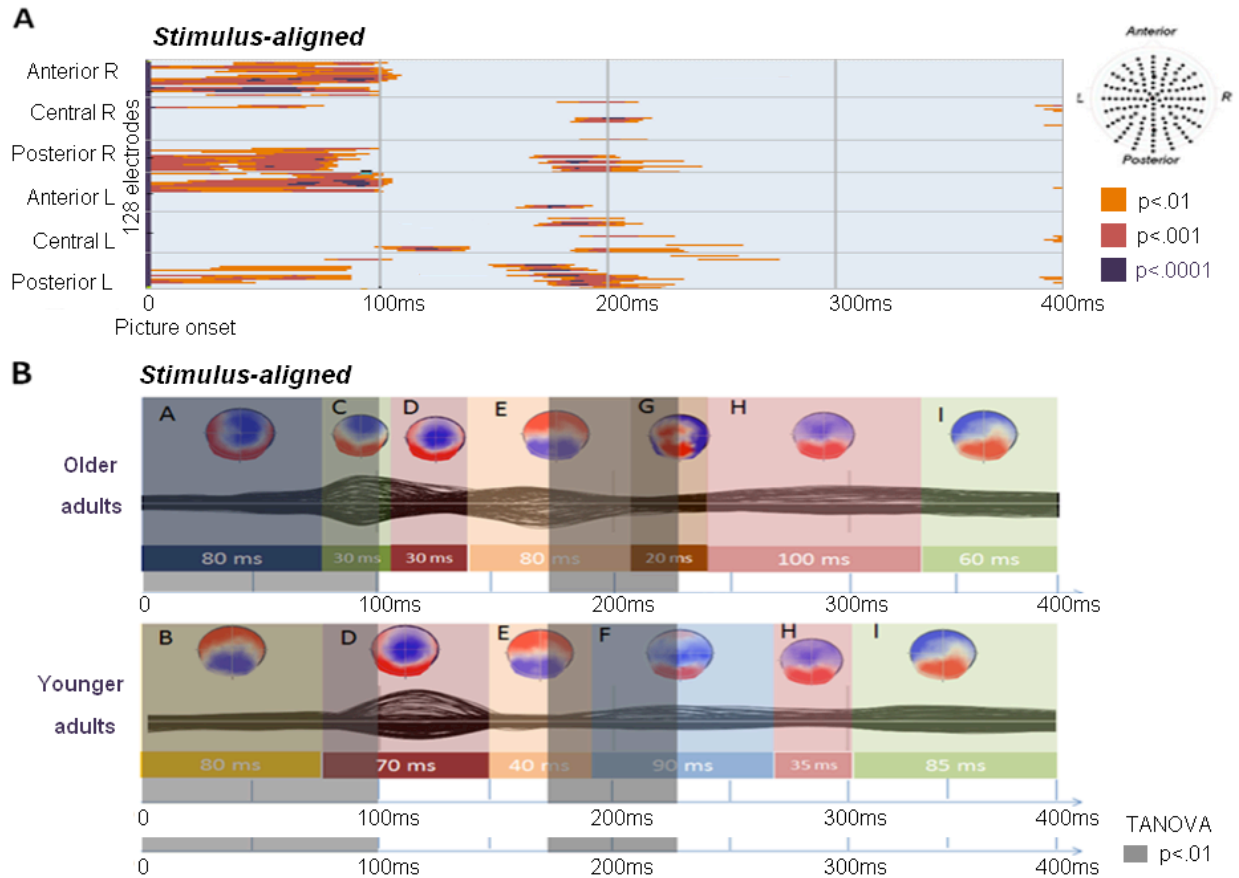 A
Stimulus-aligned
Anterior R
Central R
Posterior R
Anterior L
Central L
Posterior L
128 electrodes
0 100ms 200ms 300ms 400ms
Picture onset
Anterior
L R
Posterior
p<.01
p<.001
p<.0001
B
Stimulus-aligned
Older
adults
A C D E G H I
80 ms 30 ms 30 ms 80 ms 20 ms 100 ms 60 ms
0 100ms 200ms 300ms 400ms
Younger
adults
B D E F H I
80 ms 70 ms 40 ms 90 ms 35 ms 85 ms
0 100ms 200ms 300ms 400ms
0 100ms 200ms 300ms 400ms
TANOVA
p<.01